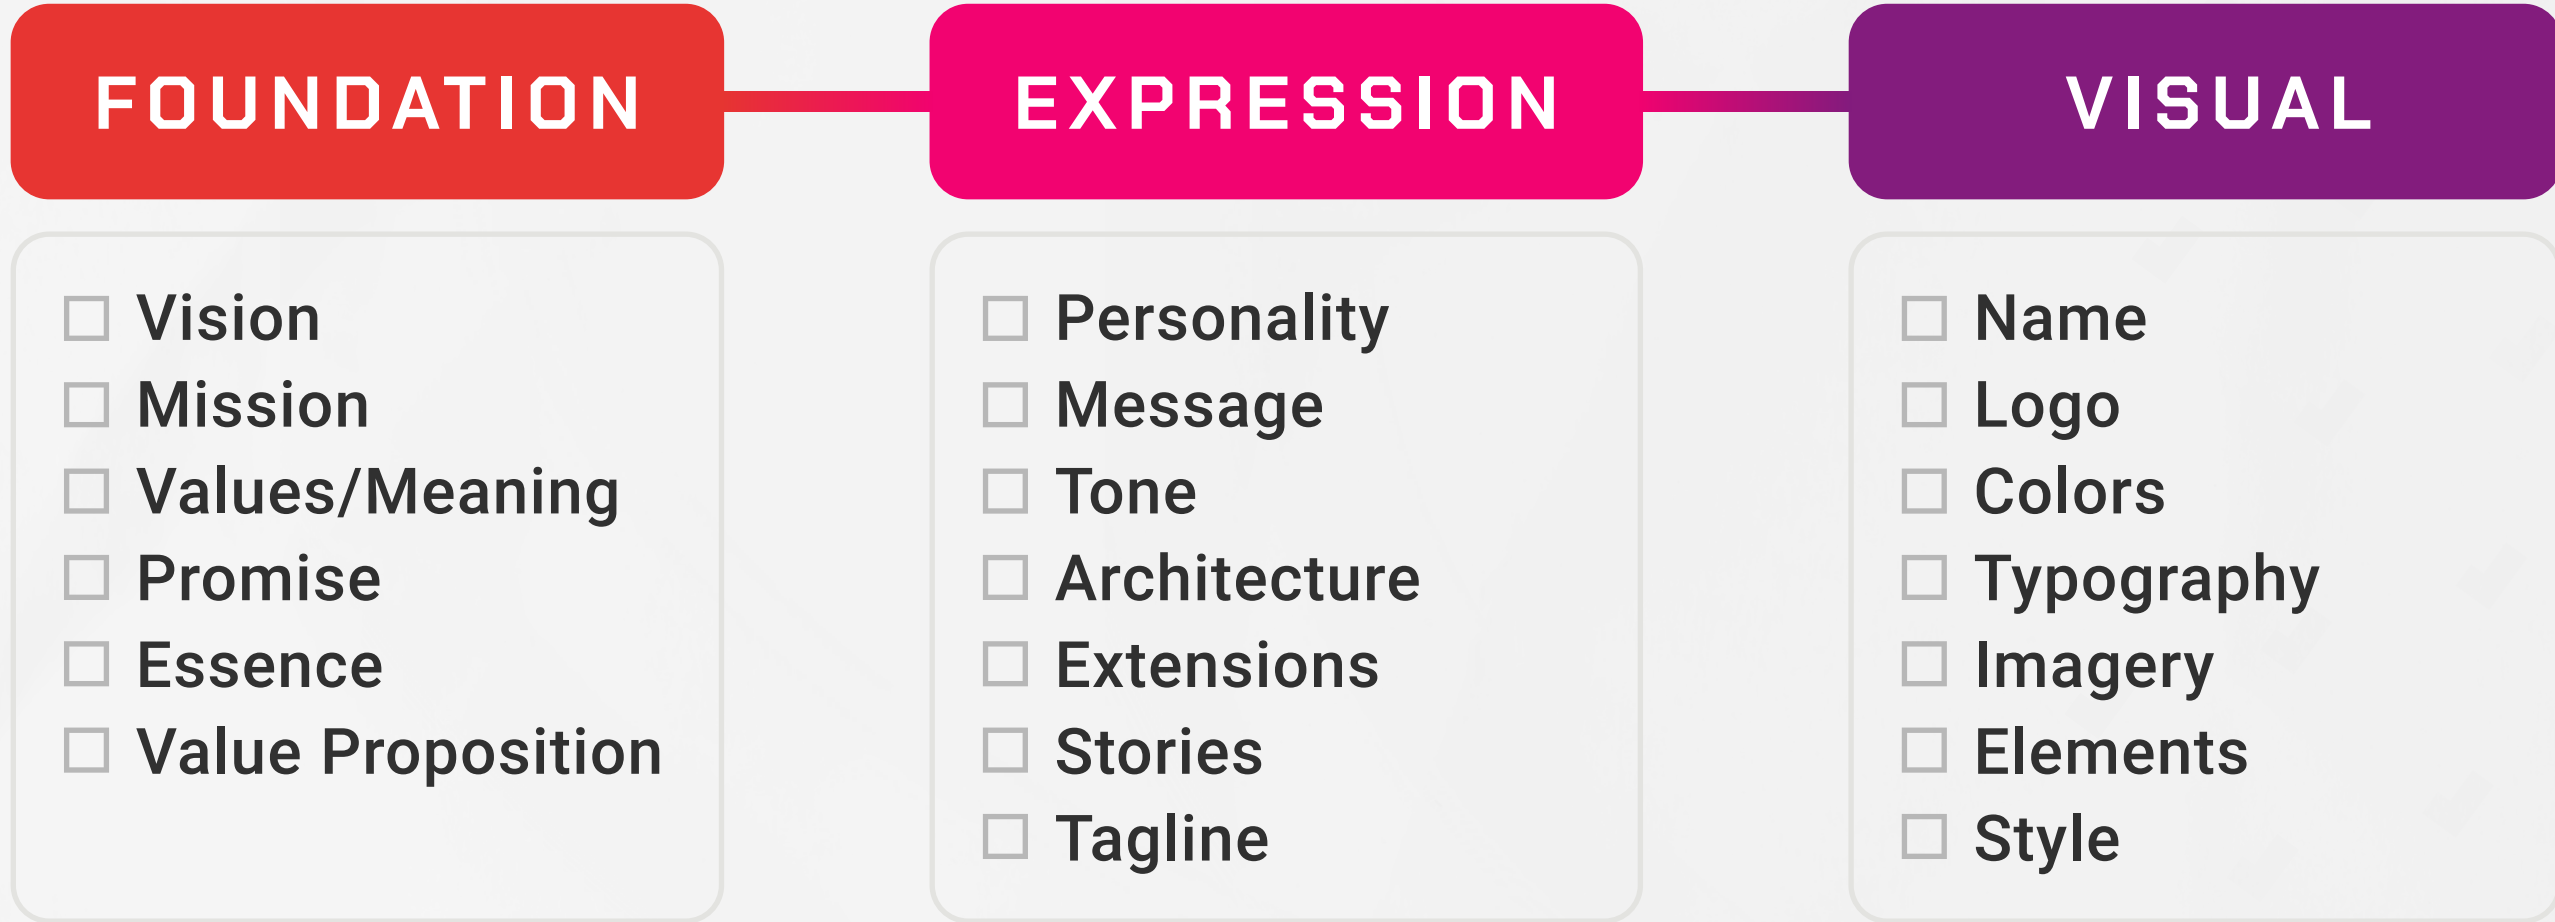 FOUNDATION
Vision
Mission
Values/Meaning
Promise
Essence
Value Proposition
EXPRESSION
Personality
Message
Tone
Architecture
Extensions
Stories
Tagline
VISUAL
Name
Logo
Colors
Typography
Imagery
Elements
Style